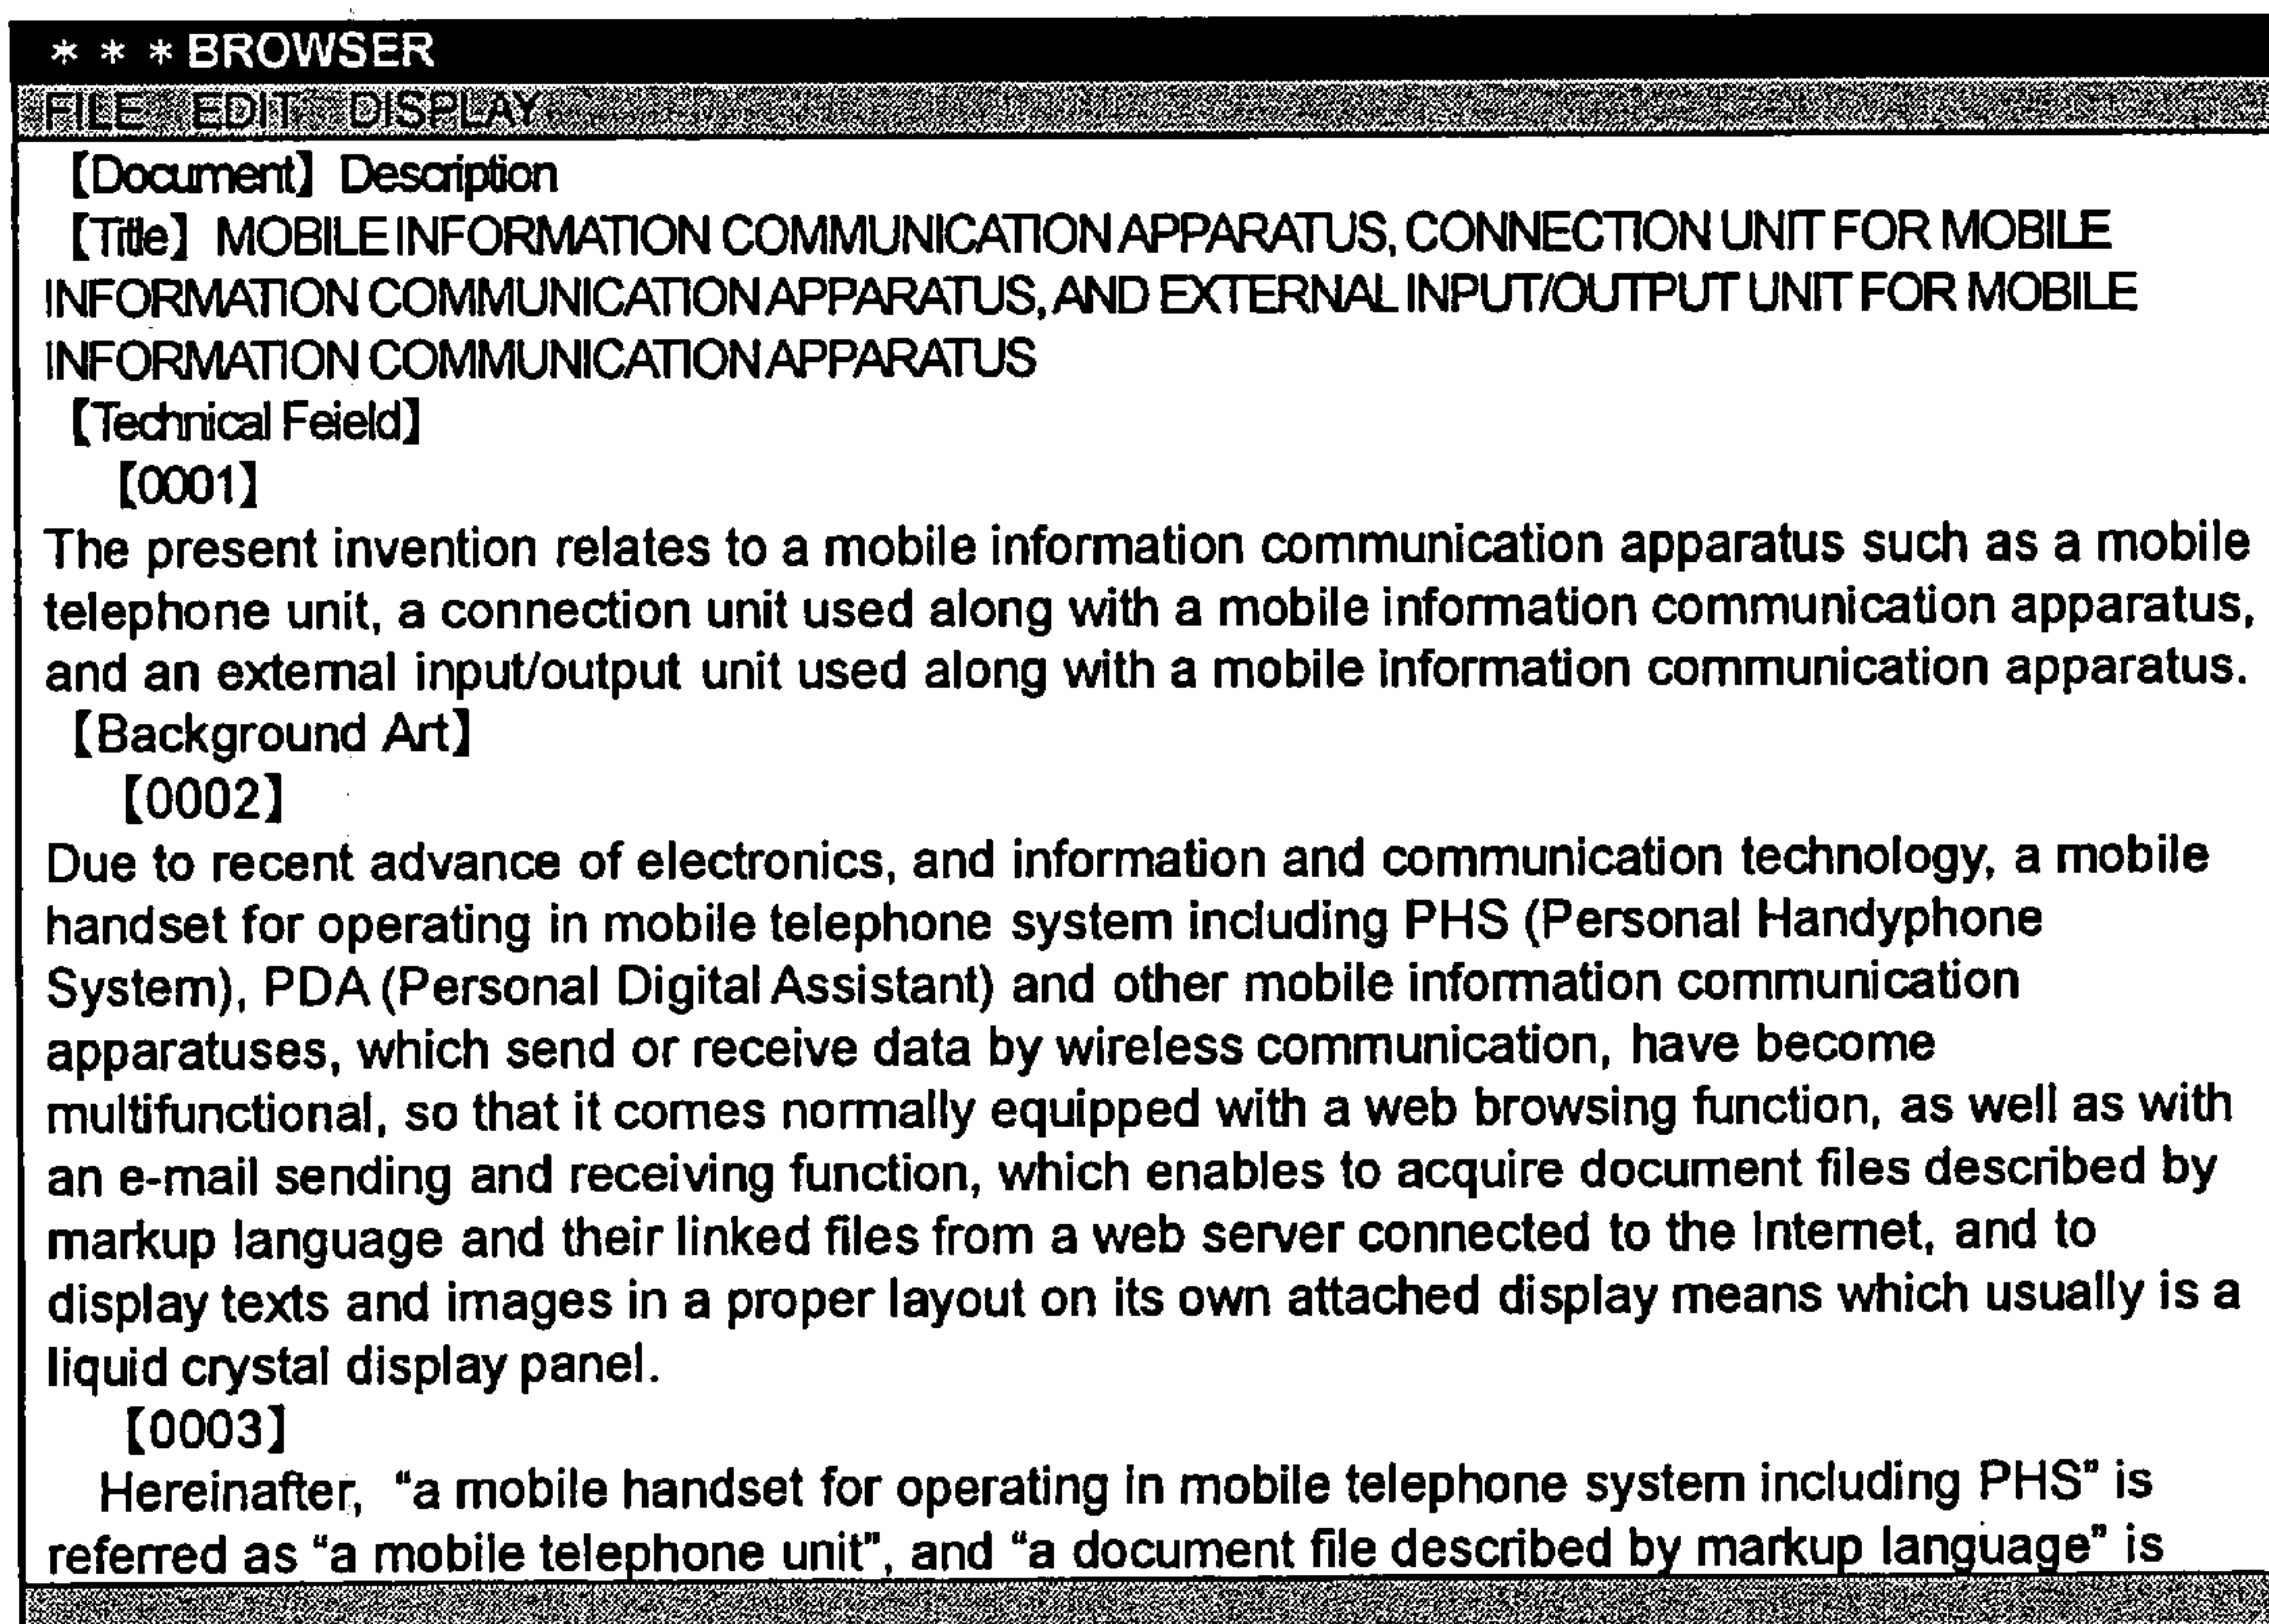 ＊＊＊BROWSER
FILE EDIT DISPLAY
【Document】 Description
【Title】 MOBILE INFORMATION COMMUNICATION APPARATUS, CONNECTION UNIT FOR MOBILE
INFORMATION COMMUNICATION APPARATUS, AND EXTERNAL INPUT/OUTPUT UNIT FOR MOBILE
INFORMATION COMMUNICATION APPARATUS
【Technical Feield】
【0001】
The present invention relates to a mobile information communication apparatus such as a mobile
telephone unit, a connection unit used along with a mobile information communication apparatus,
and an external input/output unit used along with a mobile information communication apparatus.
【Background Art】
【0002】
Due to recent advance of electronics, and information and communication technology, a mobile
handset for operating in mobile telephone system including PHS (Personal Handyphone
System), PDA (Personal Digital Assistant) and other mobile information communication
apparatuses, which send or receive data by wireless communication, have become
multifunctional, so that it comes normally equipped with a web browsing function, as well as with
an e-mail sending and receiving function, which enables to acquire document files described by
markup language and their linked files from a web server connected to the Internet, and to
display texts and images in a proper layout on its own attached display means which usually is a
liquid crystal display panel.
【0003】
Hereinafter, “a mobile handset for operating in mobile telephone system including PHS” is
referred as “a mobile telephone unit”, and “a document file described by markup language” is